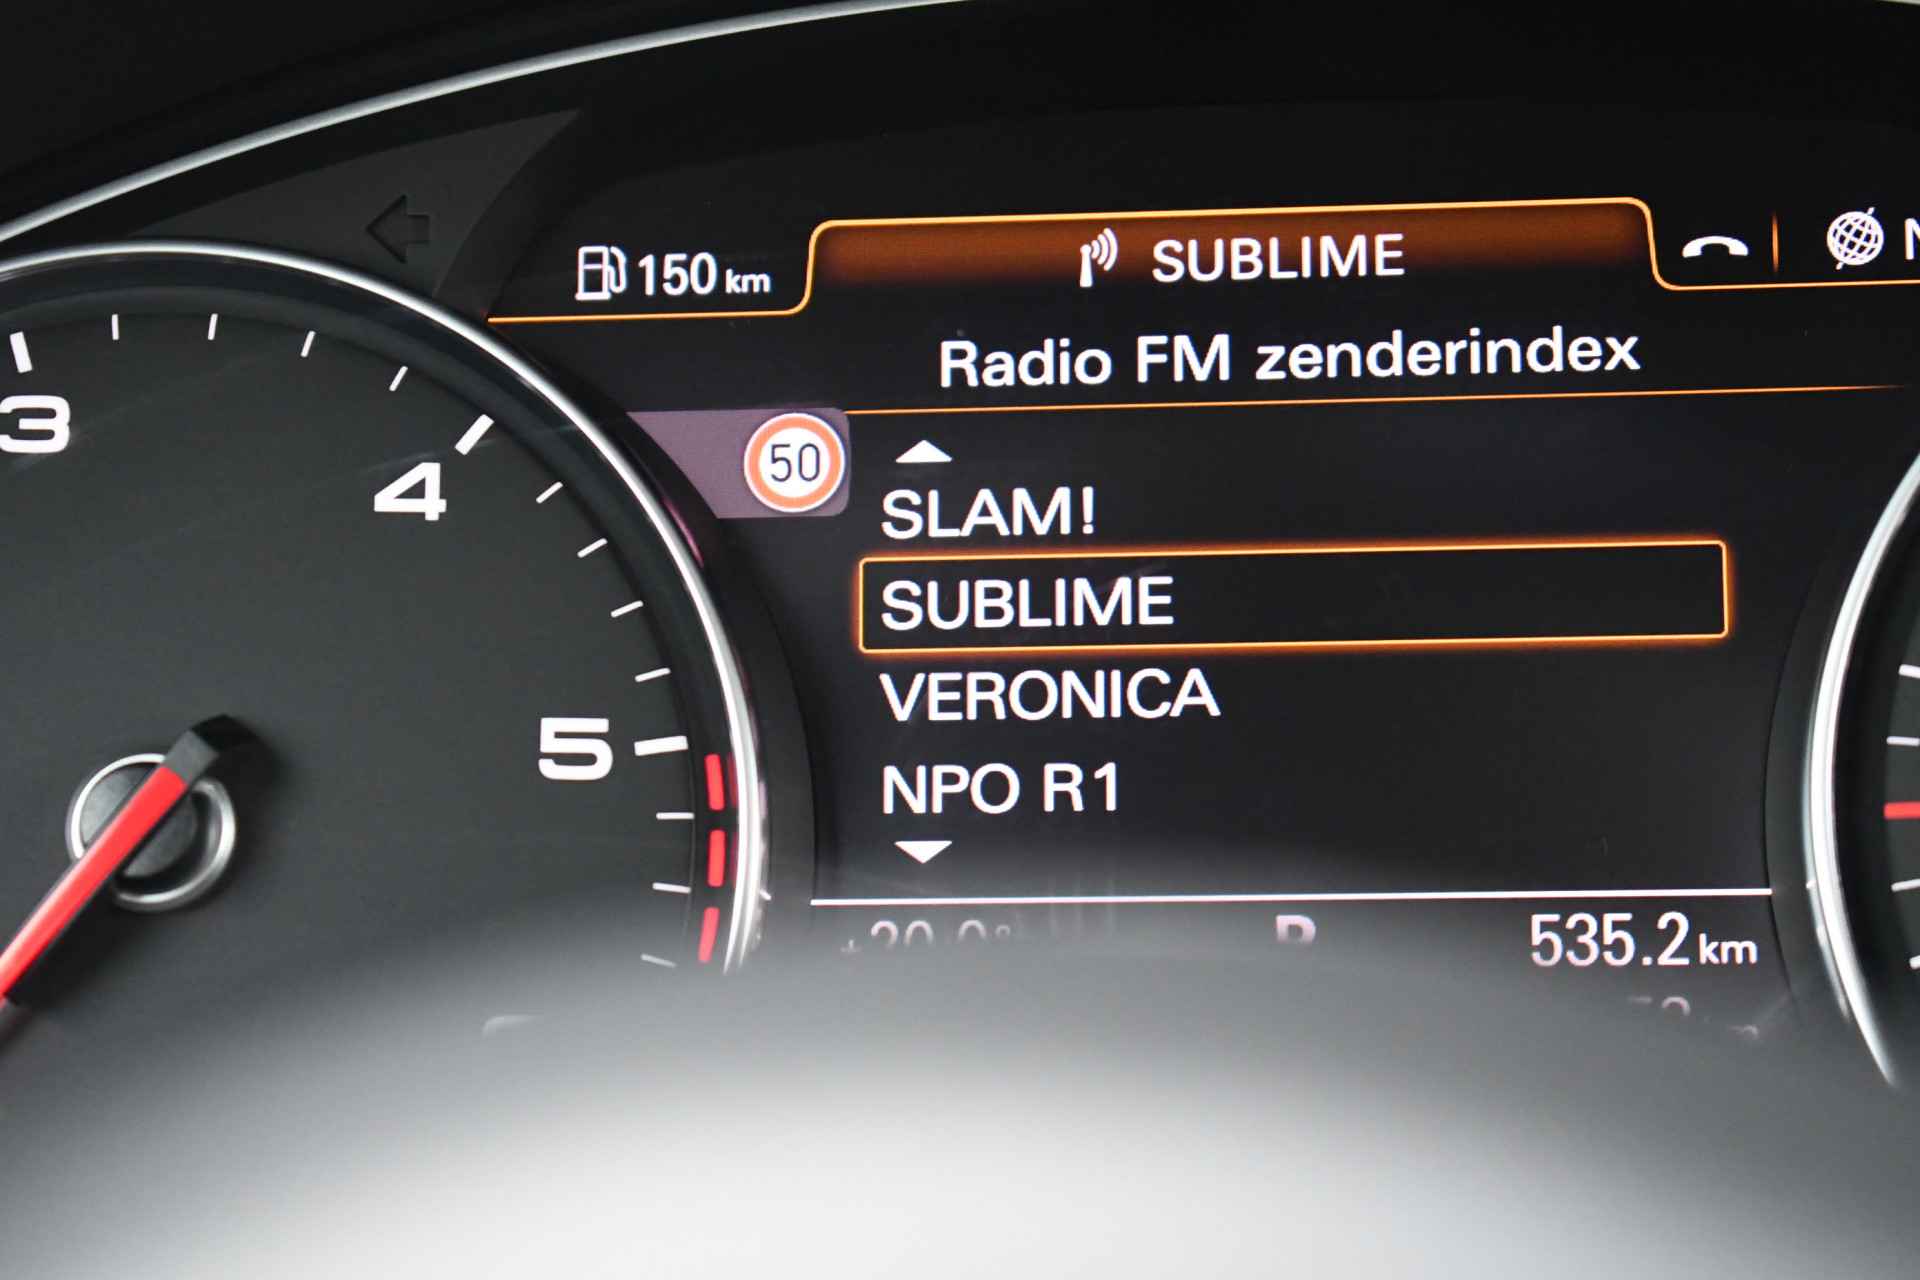 150 km
SUBLIME
N
Radio FM zenderindex
50
SLAM!
SUBLIME
VERONICA
NPO R1
535.2 km
3
4
5